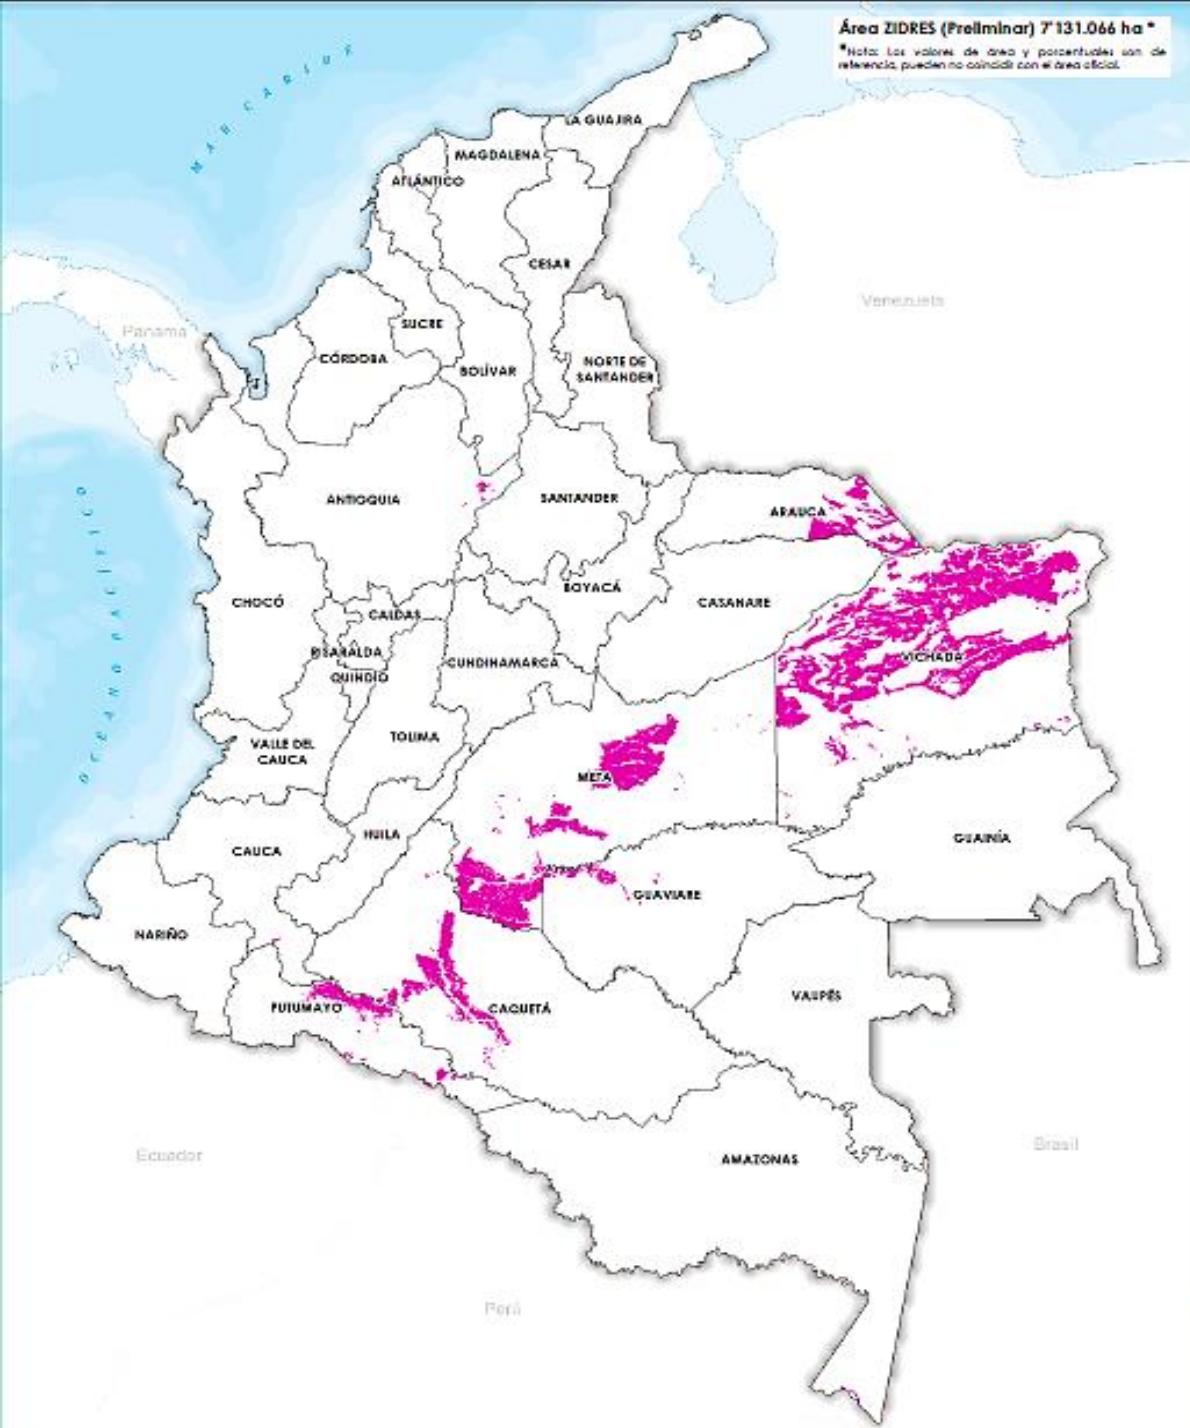 Área ZIDRES (Preliminar) 7'131.066 ha *
*Nota: Los valores de área y porcentuales son de
referencia, pueden no coincidir con el área oficial.
MAR CARIBE
LA GUAJIRA
MAGDALENA
ATLÁNTICO
CESAR
Venezuela
Panama
SUCRE
CÓRDOBA
BOLÍVAR
NORTE DE
SANTANDER
ANTIOQUIA
SANTANDER
ARAUCA
OCEANO PACIFICO
CHOCÓ
CALDAS
BOYACÁ
CASANARE
RISARALDA
CUNDINAMARCA
VICHADA
QUINDÍO
TOLIMA
VALLE DEL
CAUCA
META
HUILA
CAUCA
GUAINÍA
GUAVIARE
NARIÑO
VAUPÉS
PUTUMAYO
CAQUETÁ
Ecuador
Brasil
AMAZONAS
Perú